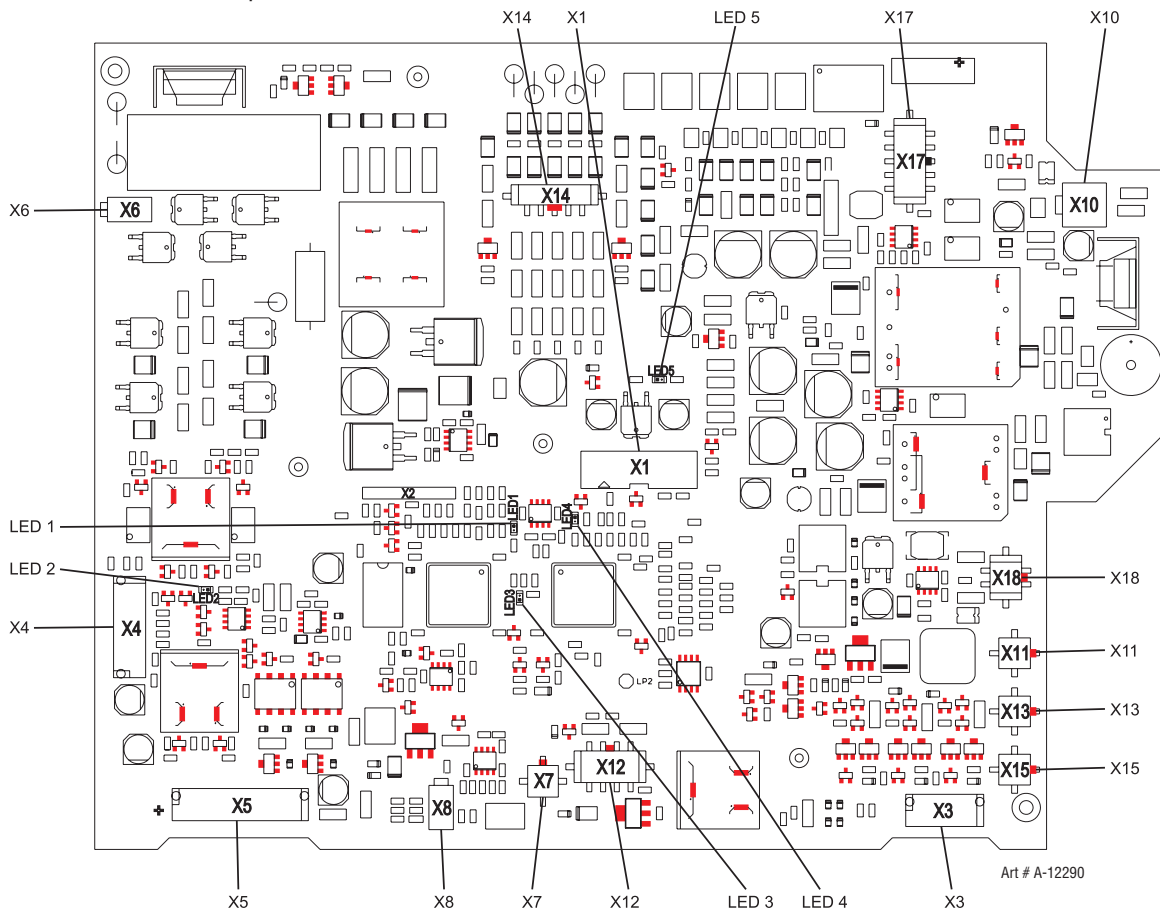 X14 X1 LED 5 X17 X10
X17
X14
X6 X6 X10
LED5
X1
X2
LED1
LED4
LED 1
LED 2
LED2
LED3
X18 X18
X4 X4
X11 X11
LP2
X13 X13
X12
X7
X15 X15
X5 X8 X3
+
+
Art # A-12290
X5 X8 X7 X12 LED 3 LED 4 X3